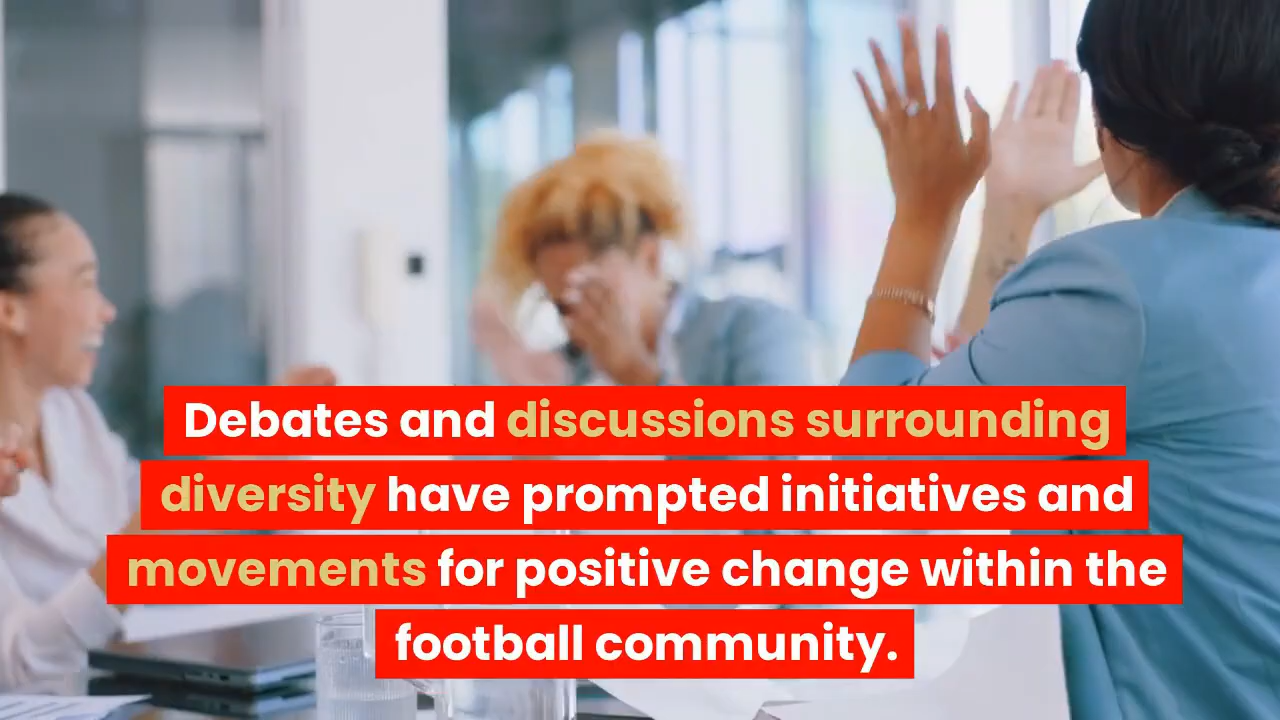 Debates and discussions surrounding
diversity have prompted initiatives and
movements for positive change within the
football community.